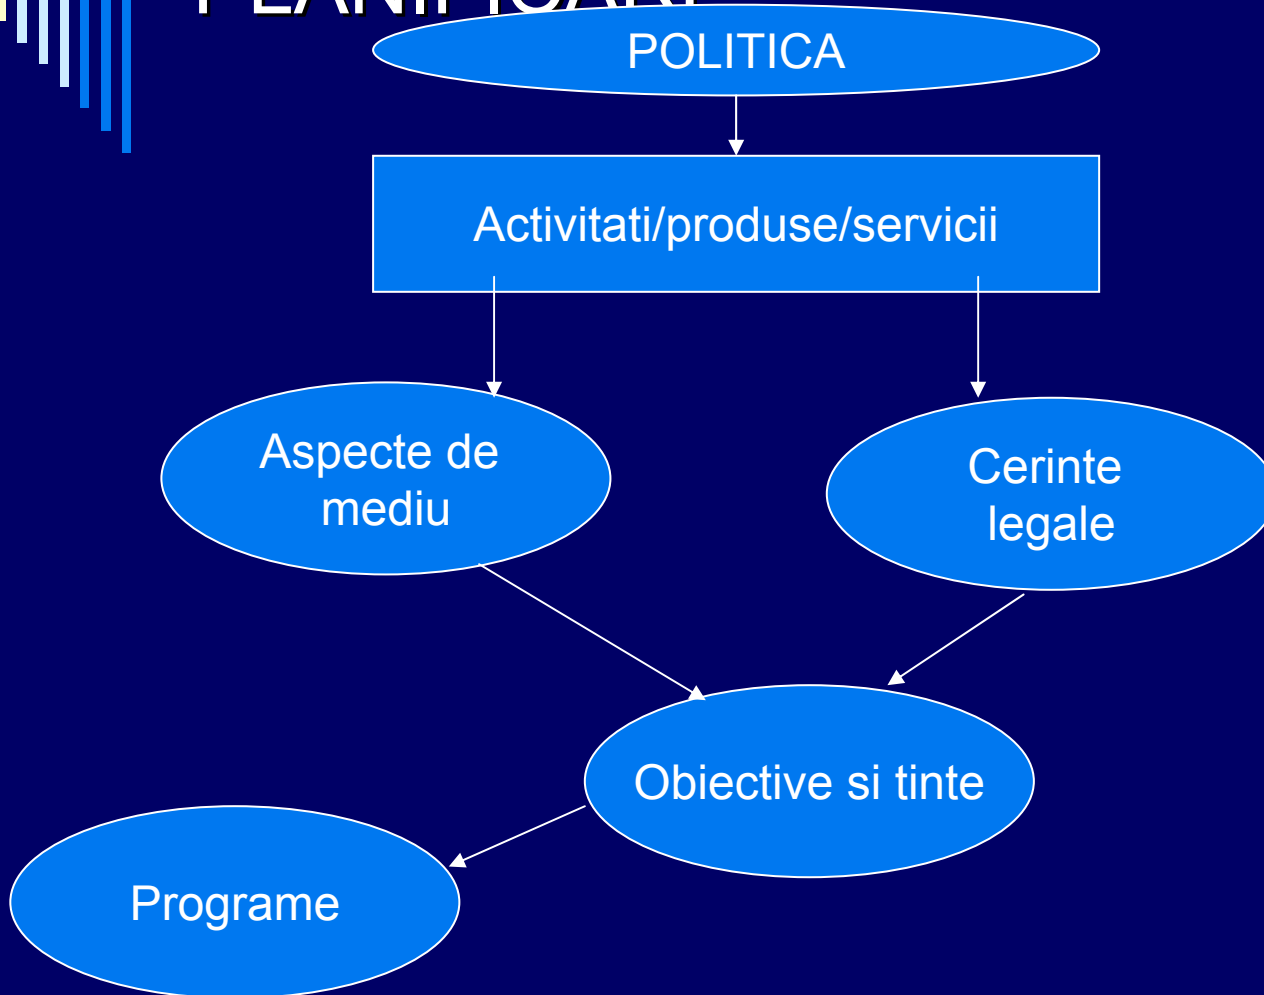 POLITICA
Activitati/produse/servicii
Aspecte de
mediu
Cerinte
legale
Obiective si tinte
Programe